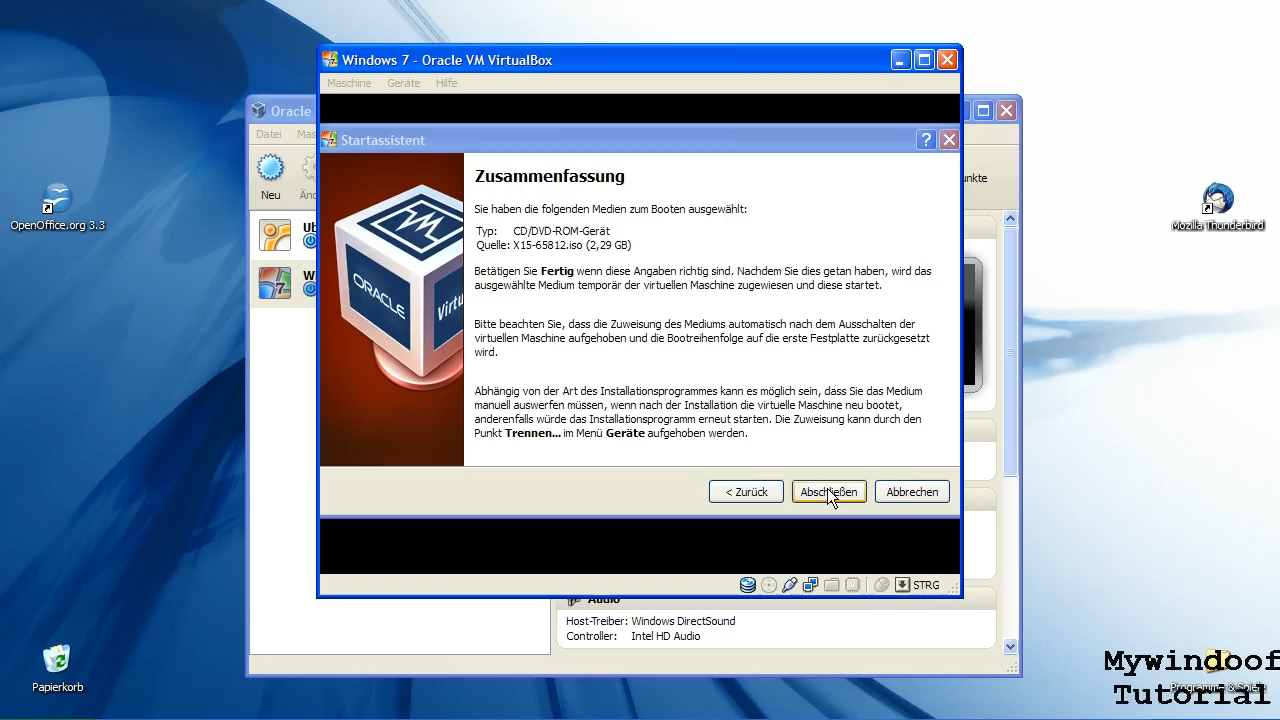 Windows 7 - Oracle VM VirtualBox
Maschine Geräte Hilfe
Oracle
Datei
Startassistent
Neu
Zusammenfassung
Sie haben die folgenden Medien zum Booten ausgewählt:
Typ: CD/DVD-ROM-Gerät
Quelle: X15-65812.iso (2,29 GB)
Betätigen Sie Fertig wenn diese Angaben richtig sind. Nachdem Sie dies getan haben, wird das
ausgewählte Medium temporär der virtuellen Maschine zugewiesen und diese startet.
Bitte beachten Sie, dass die Zuweisung des Mediums automatisch nach dem Ausschalten der
virtuellen Maschine aufgehoben und die Bootreihenfolge auf die erste Festplatte zurückgesetzt
wird.
Abhängig von der Art des Installationsprogrammes kann es möglich sein, dass Sie das Medium
manuell auswerfen müssen, wenn nach der Installation die virtuelle Maschine neu bootet,
anderenfalls würde das Installationsprogramm erneut starten. Die Zuweisung kann durch den
Punkt Trennen... im Menü Geräte aufgehoben werden.
ORACLE
< Zurück Abschließen Abbrechen
STRG
Audio
Host-Treiber: Windows DirectSound
Controller: Intel HD Audio
OpenOffice.org 3.3
Mozilla Thunderbird
Papierkorb
Mywindoof
Tutorial